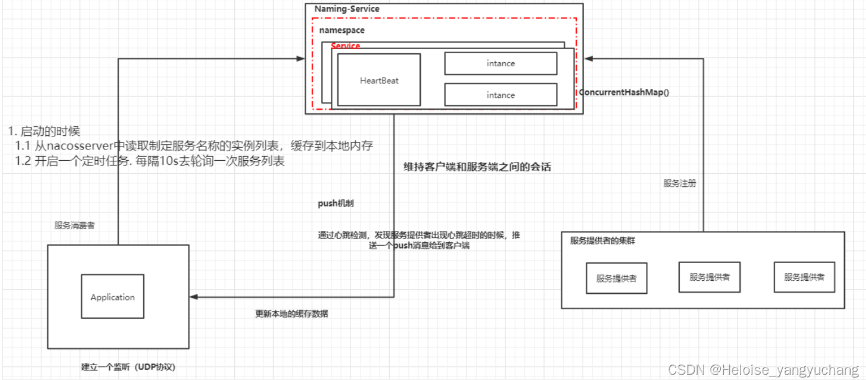 Naming-Service
namespace
Service
HeartBeat
intance
intance
ConcurrentHashMap()
1. 启动的时候
1.1 从nacosserver中读取制定服务名称的实例列表，缓存到本地内存
1.2 开启一个定时任务. 每隔10s去轮询一次服务列表
维持客户端和服务端之间的会话
服务注册
push机制
通过心跳检测，发现服务提供者出现心跳超时的时候，推
送一个push消息给到客户端
服务消费者
服务提供者的集群
服务提供者
服务提供者
服务提供者
Application
更新本地的缓存数据
建立一个监听（UDP协议）
CSDN @Heloise_yangyuchang